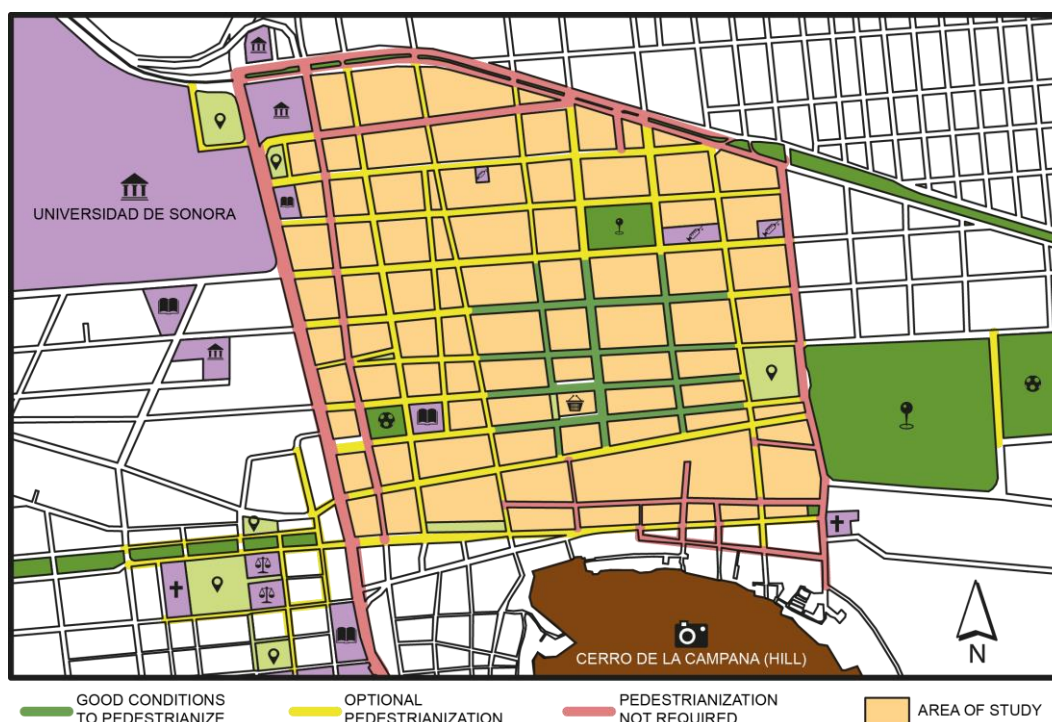 UNIVERSIDAD DE SONORA
CERRO DE LA CAMPANA (HILL)
N
GOOD CONDITIONS
TO PEDESTRIANIZE
OPTIONAL
PEDESTRIANIZATION
PEDESTRIANIZATION
NOT REQUIRED
AREA OF STUDY